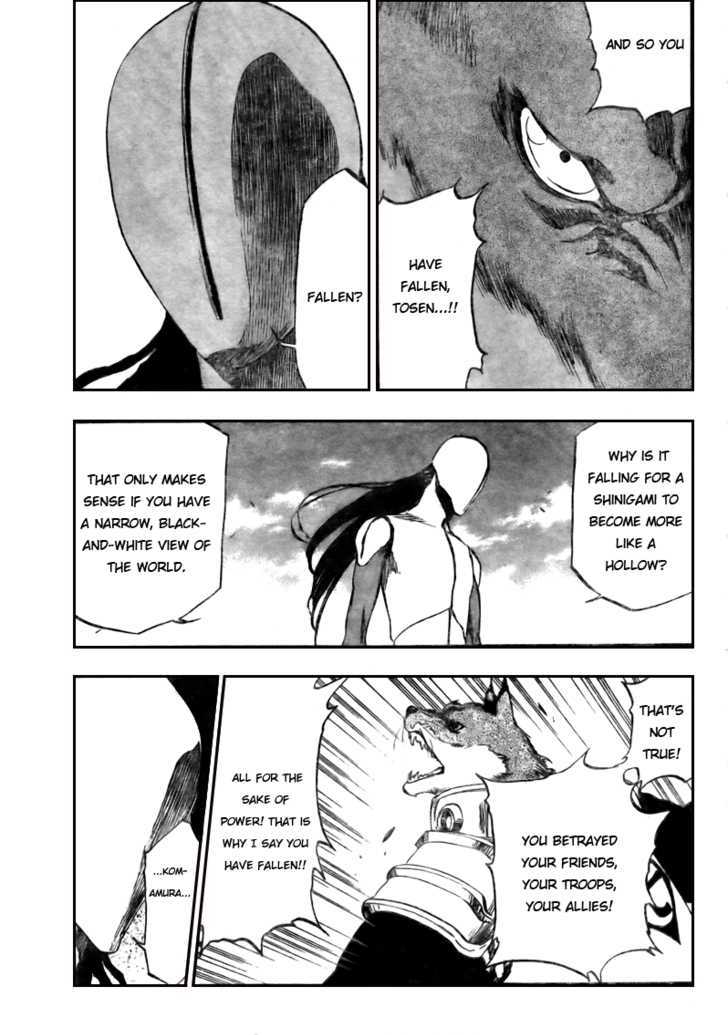 AND SO YOU
HAVE
FALLEN,
TOSEN...!!
FALLEN?
WHY IS IT
FALLING FOR A
SHINIGAMI TO
BECOME MORE
LIKE A
HOLLOW?
THAT ONLY MAKES
SENSE IF YOU HAVE
A NARROW, BLACK-
AND-WHITE VIEW OF
THE WORLD.
THAT'S
NOT
TRUE!
YOU BETRAYED
YOUR FRIENDS,
YOUR TROOPS,
YOUR ALLIES!
ALL FOR THE
SAKE OF
POWER! THAT IS
WHY I SAY YOU
HAVE FALLEN!!
...KOM-
AMURA...